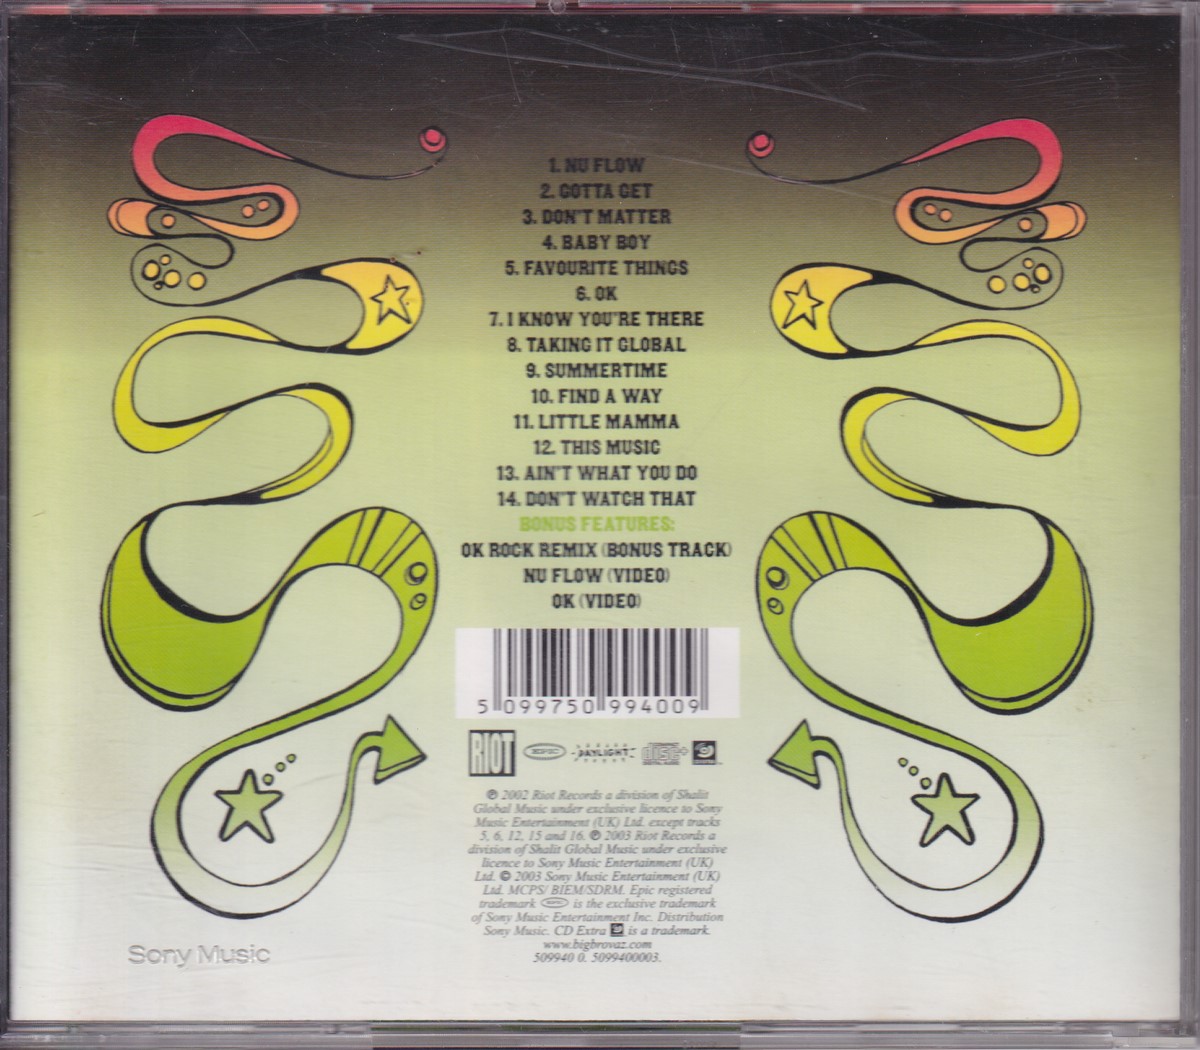 1. NU FLOW
2. GOTTA GET
3. DON'T MATTER
4. BABY BOY
5. FAVOURITE THINGS
6. OK
7. I KNOW YOU'RE THERE
8. TAKING IT GLOBAL
9. SUMMERTIME
10. FIND A WAY
11. LITTLE MAMMA
12. THIS MUSIC
13. AIN'T WHAT YOU DO
14. DON'T WATCH THAT
BONUS FEATURES:
OK ROCK REMIX (BONUS TRACK)
NU FLOW (VIDEO)
OK (VIDEO)
5 099750 994009
RIOT EPIC DAYLIGHT disc+
DIGITAL AUDIO
℗ 2002 Riot Records a division of Shalit
Global Music under exclusive licence to Sony
Music Entertainment (UK) Ltd. except tracks
5, 6, 12, 15 and 16. ℗ 2003 Riot Records a
division of Shalit Global Music under exclusive
licence to Sony Music Entertainment (UK)
Ltd. © 2003 Sony Music Entertainment (UK)
Ltd. MCPS/ BIEM/SDRM. Epic registered
trademark EPIC is the exclusive trademark
of Sony Music Entertainment Inc. Distribution
Sony Music. CD Extra is a trademark.
www.bigbrovaz.com
509940 0. 5099400003.
Sony Music